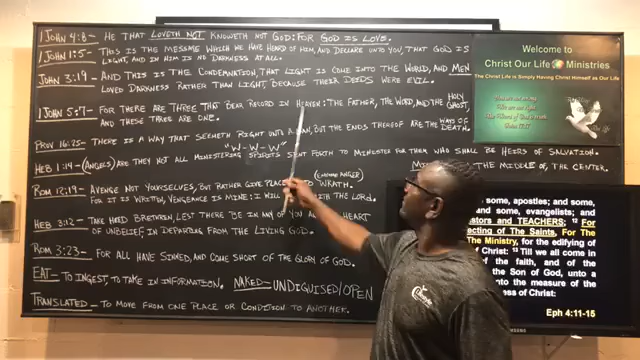 1 JOHN 4:8- HE THAT LOVETH NOT KNOWETH NOT GOD: FOR GOD IS LOVE.
1 JOHN 1:5- THIS IS THE MESSAGE WHICH WE HAVE HEARD OF HIM, AND DECLARE UNTO YOU, THAT GOD IS
LIGHT, AND IN HIM IS NO DARKNESS AT ALL.
JOHN 3:19- AND THIS IS THE CONDEMNATION, THAT LIGHT IS COME INTO THE WORLD, AND MEN
LOVED DARKNESS RATHER THAN LIGHT, BECAUSE THEIR DEEDS WERE EVIL.
1 JOHN 5:7- FOR THERE ARE THREE THAT BEAR RECORD IN HEAVEN: THE FATHER, THE WORD, AND THE HOLY GHOST,
AND THESE ARE ONE.
PROV 16:25- THERE IS A WAY THAT SEEMETH RIGHT UNTO A MAN, BUT THE ENDS THEREOF ARE THE WAYS OF DEATH.
"W-W-W"
HEB 1:14- (ANGELS) ARE THEY NOT ALL MINISTERING SPIRITS SENT FORTH TO MINISTER FOR THEM WHO SHALL BE HEIRS OF SALVATION.
THE MIDDLE OF THE CENTER.
ROM 12:19- AVENGE NOT YOURSELVES, BUT RATHER GIVE PLACE TO WRATH.
FOR IT IS WRITTEN, VENGEANCE IS MINE: I WILL THE LORD.
HEB 3:12- TAKE HEED BRETHREN, LEST THERE BE IN ANY OF YOU HEART
OF UNBELIEF IN DEPARTING FROM THE LIVING GOD.
ROM 3:23- FOR ALL HAVE SINNED, AND COME SHORT OF THE GLORY OF GOD.
EAT- TO INGEST, TO TAKE IN INFORMATION. NAKED- UNDIQUISED/OPEN
TRANSLATED- TO MOVE FROM ONE PLACE OR CONDITION TO ANOTHER.
Welcome to
Christ Our Life Ministries
The Christ Life is Simply Having Christ Himself as Our Life
some, apostles; and some,
and some, evangelists; and
pastors and TEACHERS; 12 For
Perfecting of The Saints, For The
The Ministry, for the edifying of
Christ: 13 Till we all come
of the faith, and of the
the Son of God, unto a
unto the measure of the
Christ:
Eph 4:11-15
SAMSUNG